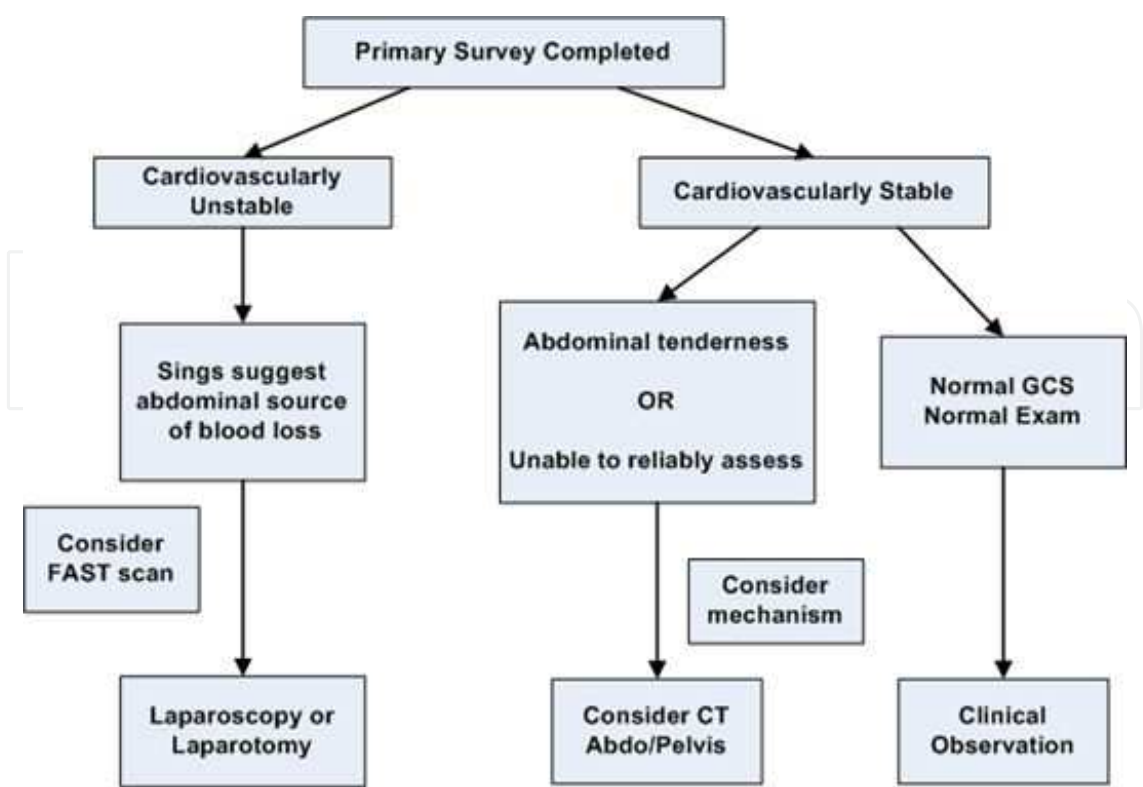 Primary Survey Completed
Cardiovascularly
Unstable
Cardiovascularly Stable
Sings suggest
abdominal source
of blood loss
Abdominal tenderness
OR
Unable to reliably assess
Normal GCS
Normal Exam
Consider
FAST scan
Consider
mechanism
Laparoscopy or
Laparotomy
Consider CT
Abdo/Pelvis
Clinical
Observation